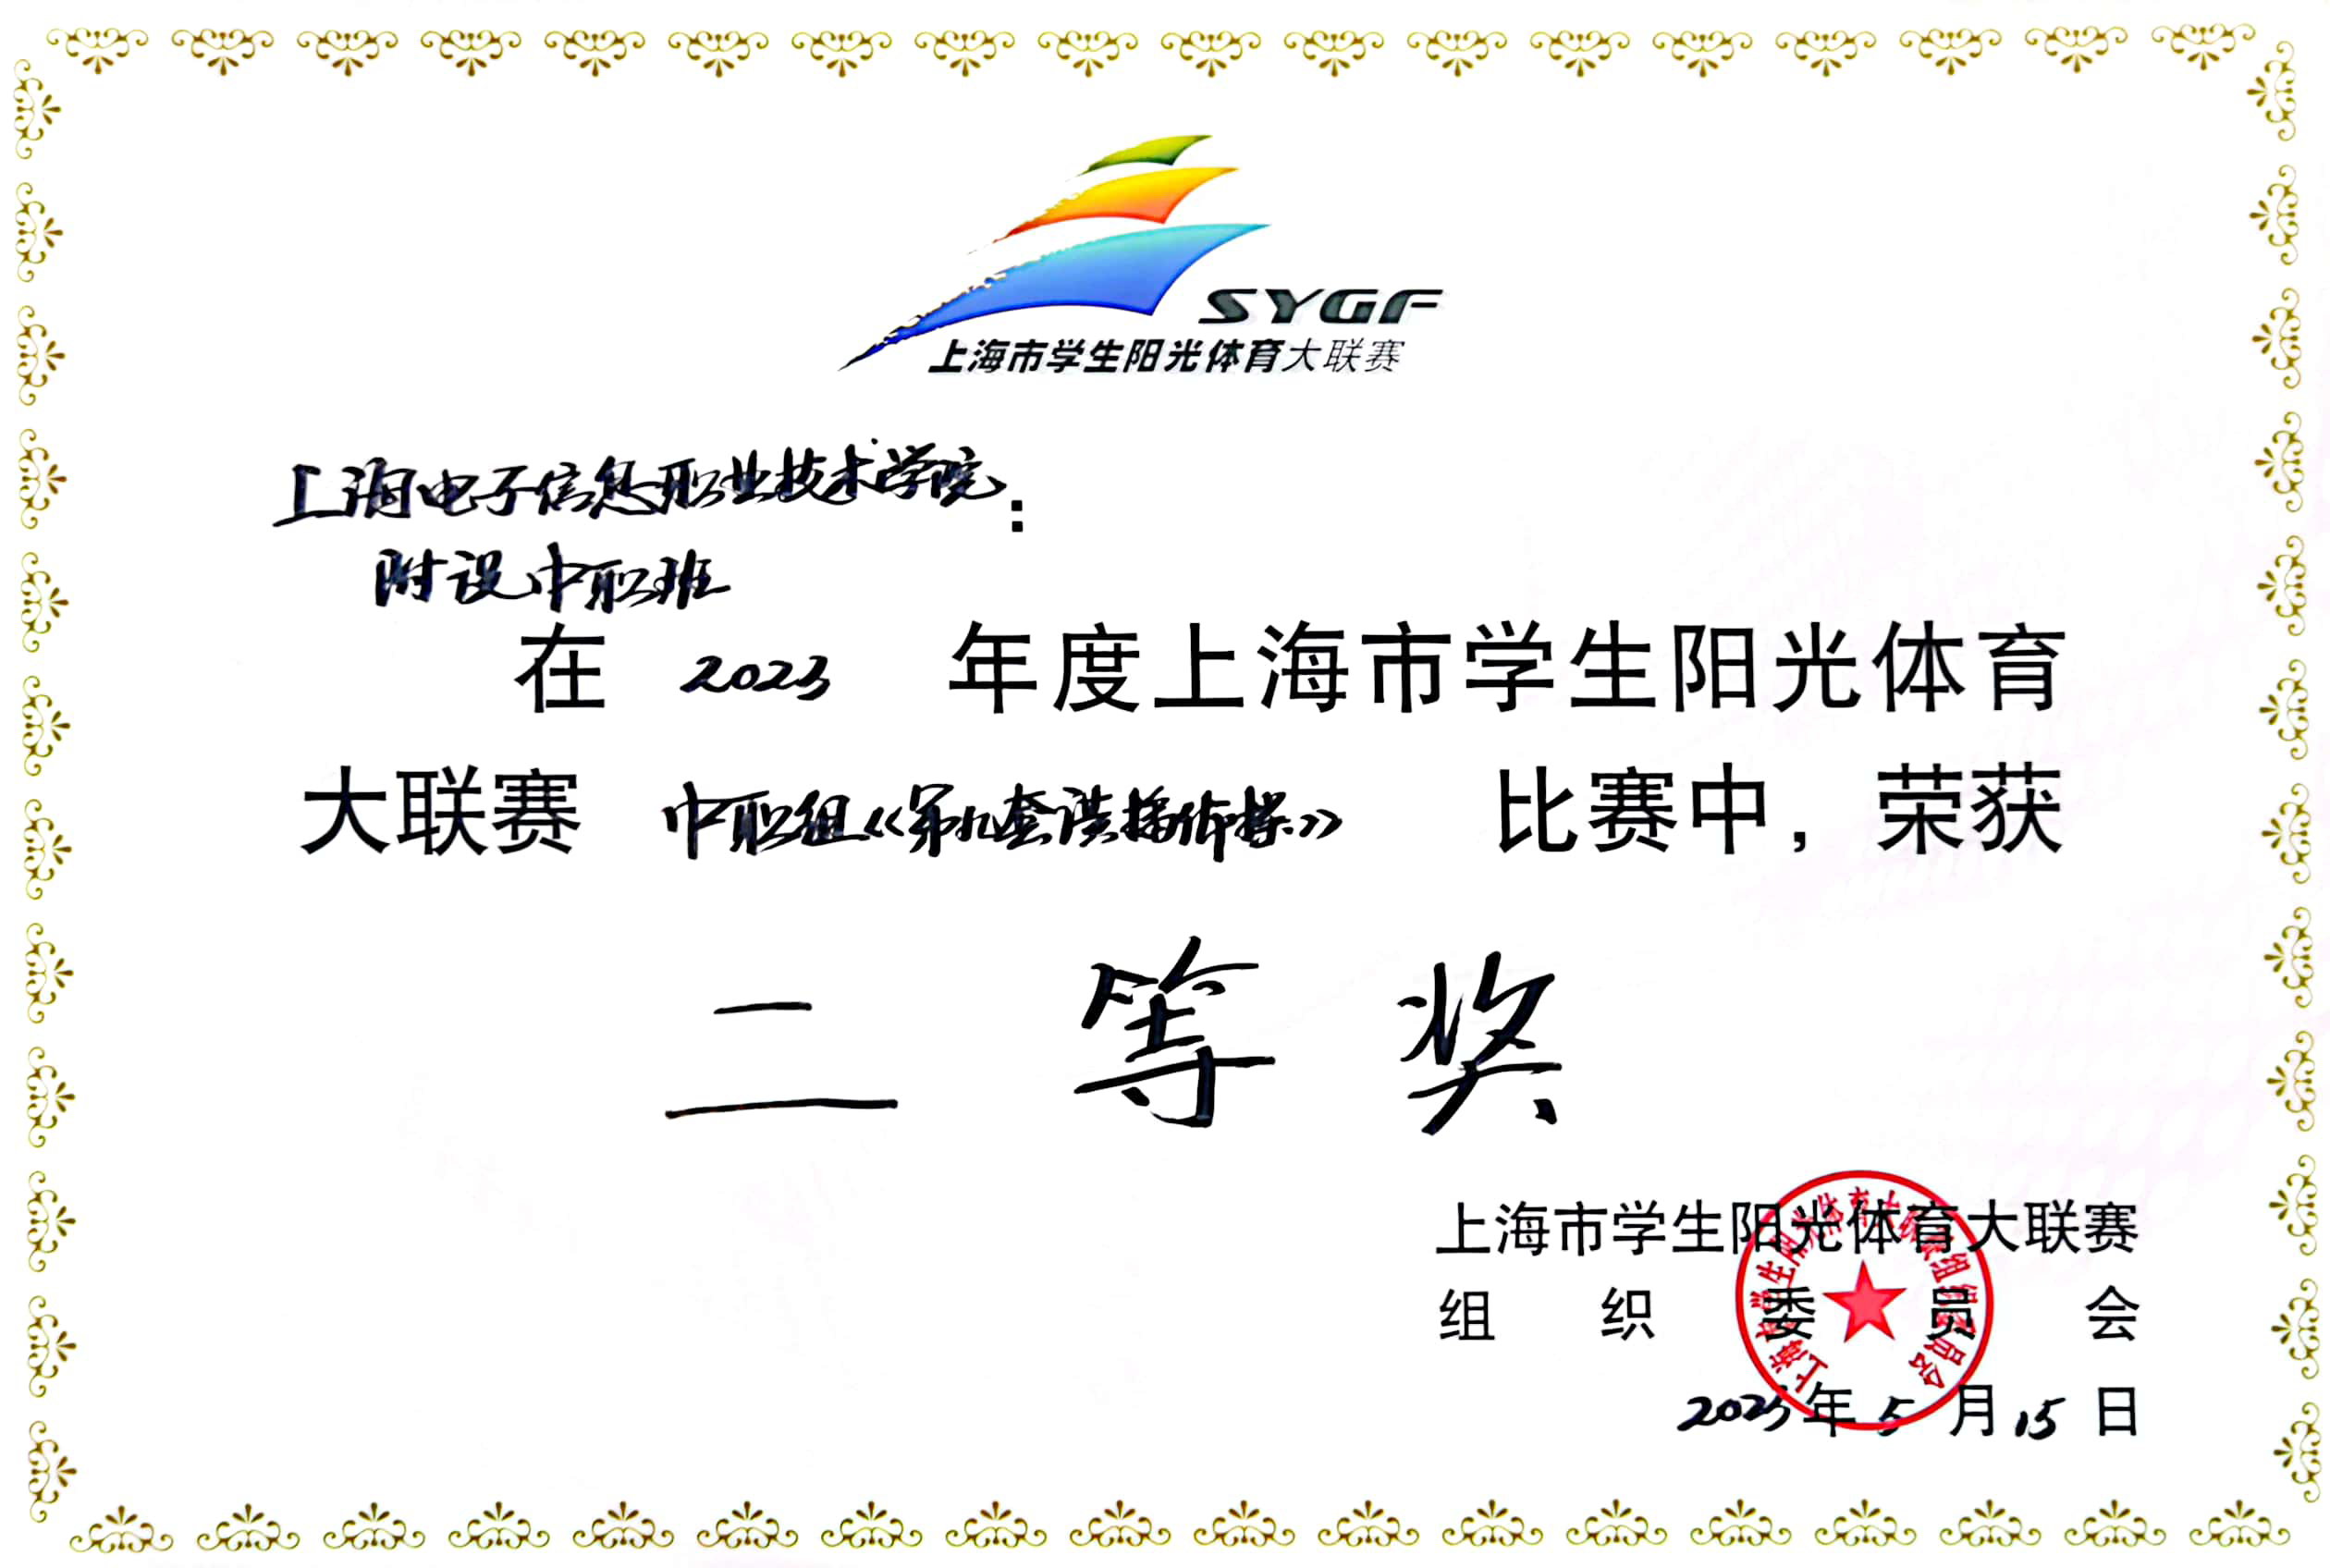 SYGF
上海市学生阳光体育大联赛
上海电子信息职业技术学院：
附设中职班
在 2023 年度上海市学生阳光体育
大联赛 中职组《第九套广播体操》 比赛中，荣获
二等奖
上海市学生阳光体育大联赛
组织委员会
2023年5月15日
上海市学生阳光体育大联赛组织委员会